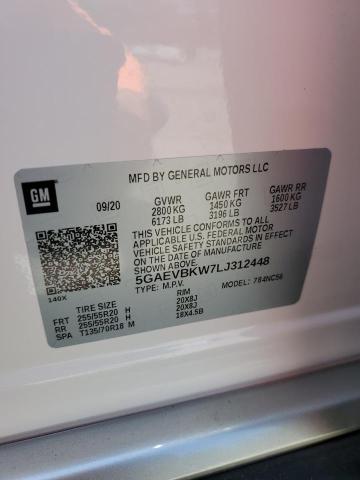 GM
MFD BY GENERAL MOTORS LLC
09/20
GVWR GAWR FRT GAWR RR
2800 KG 1450 KG 1600 KG
6173 LB 3196 LB 3527 LB
THIS VEHICLE CONFORMS TO ALL
APPLICABLE U.S. FEDERAL MOTOR
VEHICLE SAFETY STANDARDS IN
EFFECT ON THE DATE OF
MANUFACTURE SHOWN ABOVE.
140X
5GAEVBKW7LJ312448
TYPE: M.P.V. MODEL: 784NC56
TIRE SIZE RIM
FRT 255/55R20 H 20X8J
RR 255/55R20 H 20X8J
SPA T135/70R18 M 18X4.5B